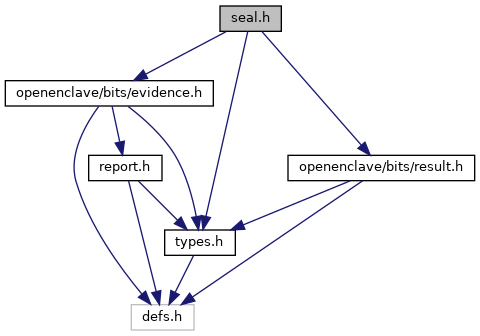 seal.h
openenclave/bits/evidence.h
report.h
openenclave/bits/result.h
types.h
defs.h